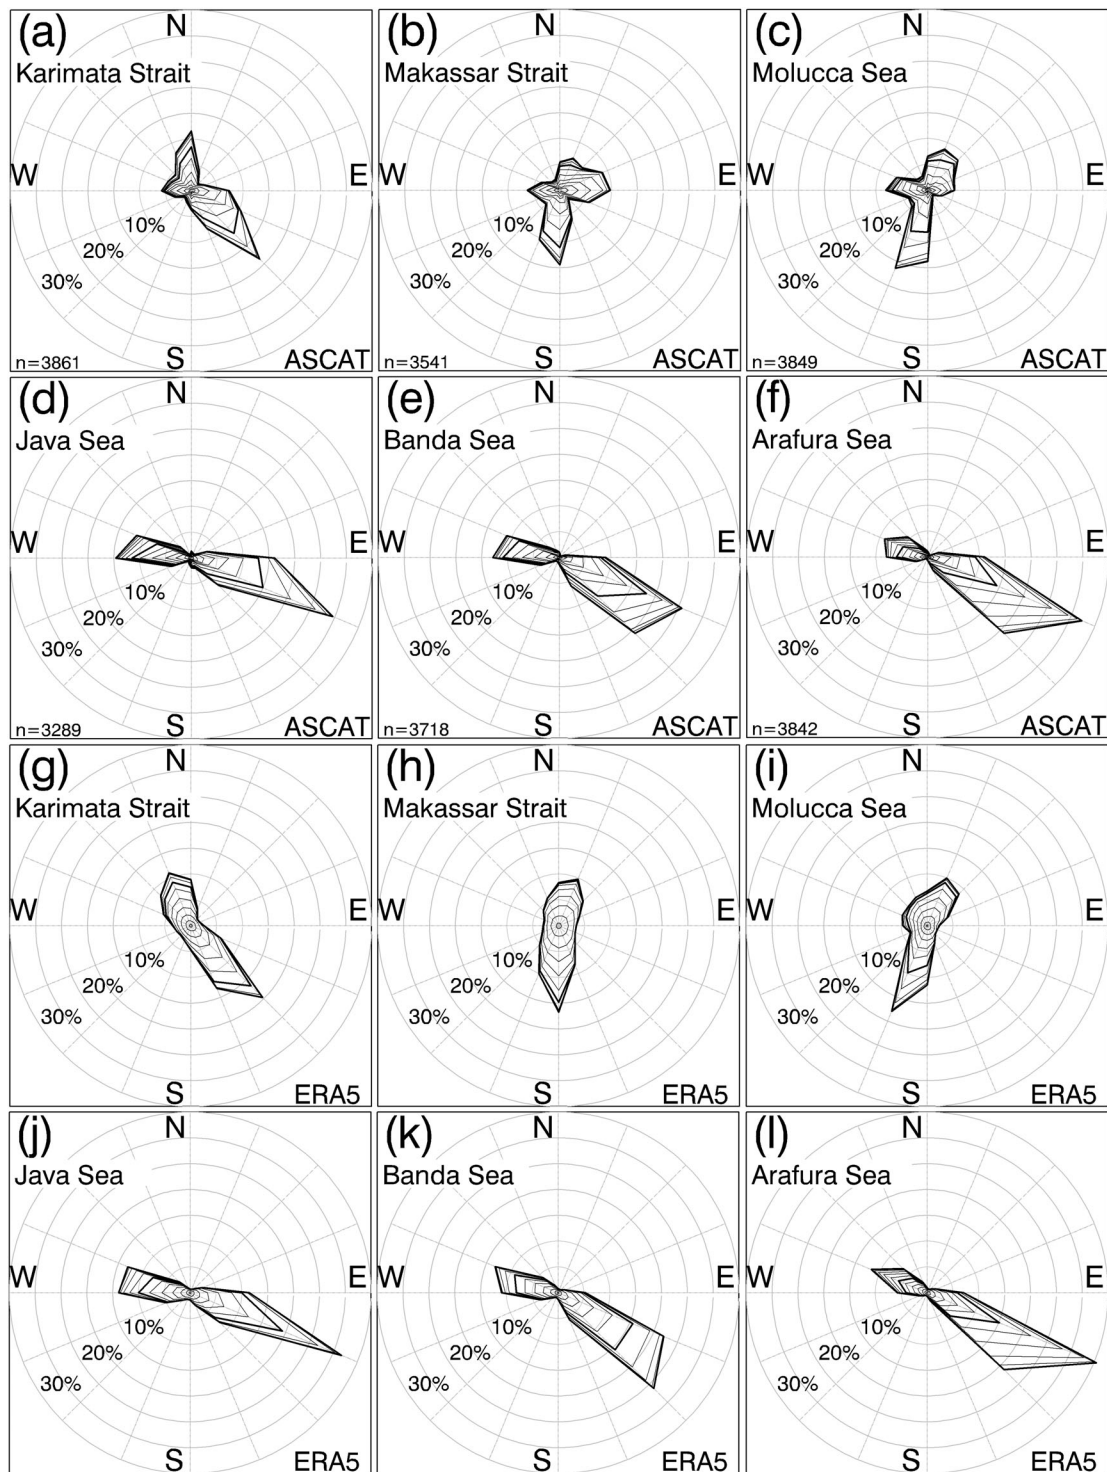 (a)
N
Karimata Strait
W
E
10%
20%
30%
n=3861
S
ASCAT
(b)
N
Makassar Strait
W
E
10%
20%
30%
n=3541
S
ASCAT
(c)
N
Molucca Sea
W
E
10%
20%
30%
n=3849
S
ASCAT
(d)
N
Java Sea
W
E
10%
20%
30%
n=3289
S
ASCAT
(e)
N
Banda Sea
W
E
10%
20%
30%
n=3718
S
ASCAT
(f)
N
Arafura Sea
W
E
10%
20%
30%
n=3842
S
ASCAT
(g)
N
Karimata Strait
W
E
10%
20%
30%
S
ERA5
(h)
N
Makassar Strait
W
E
10%
20%
30%
S
ERA5
(i)
N
Molucca Sea
W
E
10%
20%
30%
S
ERA5
(j)
N
Java Sea
W
E
10%
20%
30%
S
ERA5
(k)
N
Banda Sea
W
E
10%
20%
30%
S
ERA5
(l)
N
Arafura Sea
W
E
10%
20%
30%
S
ERA5